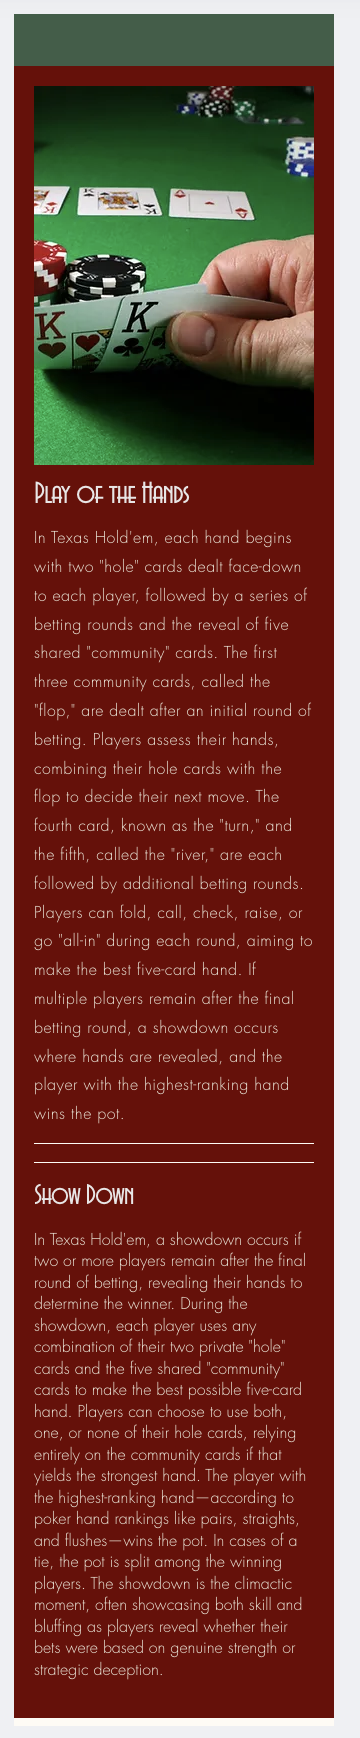 K
K
A
K
K
Play of the Hands
In Texas Hold'em, each hand begins
with two "hole" cards dealt face-down
to each player, followed by a series of
betting rounds and the reveal of five
shared "community" cards. The first
three community cards, called the
"flop," are dealt after an initial round of
betting. Players assess their hands,
combining their hole cards with the
flop to decide their next move. The
fourth card, known as the "turn," and
the fifth, called the "river," are each
followed by additional betting rounds.
Players can fold, call, check, raise, or
go "all-in" during each round, aiming to
make the best five-card hand. If
multiple players remain after the final
betting round, a showdown occurs
where hands are revealed, and the
player with the highest-ranking hand
wins the pot.
Show Down
In Texas Hold'em, a showdown occurs if
two or more players remain after the final
round of betting, revealing their hands to
determine the winner. During the
showdown, each player uses any
combination of their two private "hole"
cards and the five shared "community"
cards to make the best possible five-card
hand. Players can choose to use both,
one, or none of their hole cards, relying
entirely on the community cards if that
yields the strongest hand. The player with
the highest-ranking hand—according to
poker hand rankings like pairs, straights,
and flushes—wins the pot. In cases of a
tie, the pot is split among the winning
players. The showdown is the climactic
moment, often showcasing both skill and
bluffing as players reveal whether their
bets were based on genuine strength or
strategic deception.